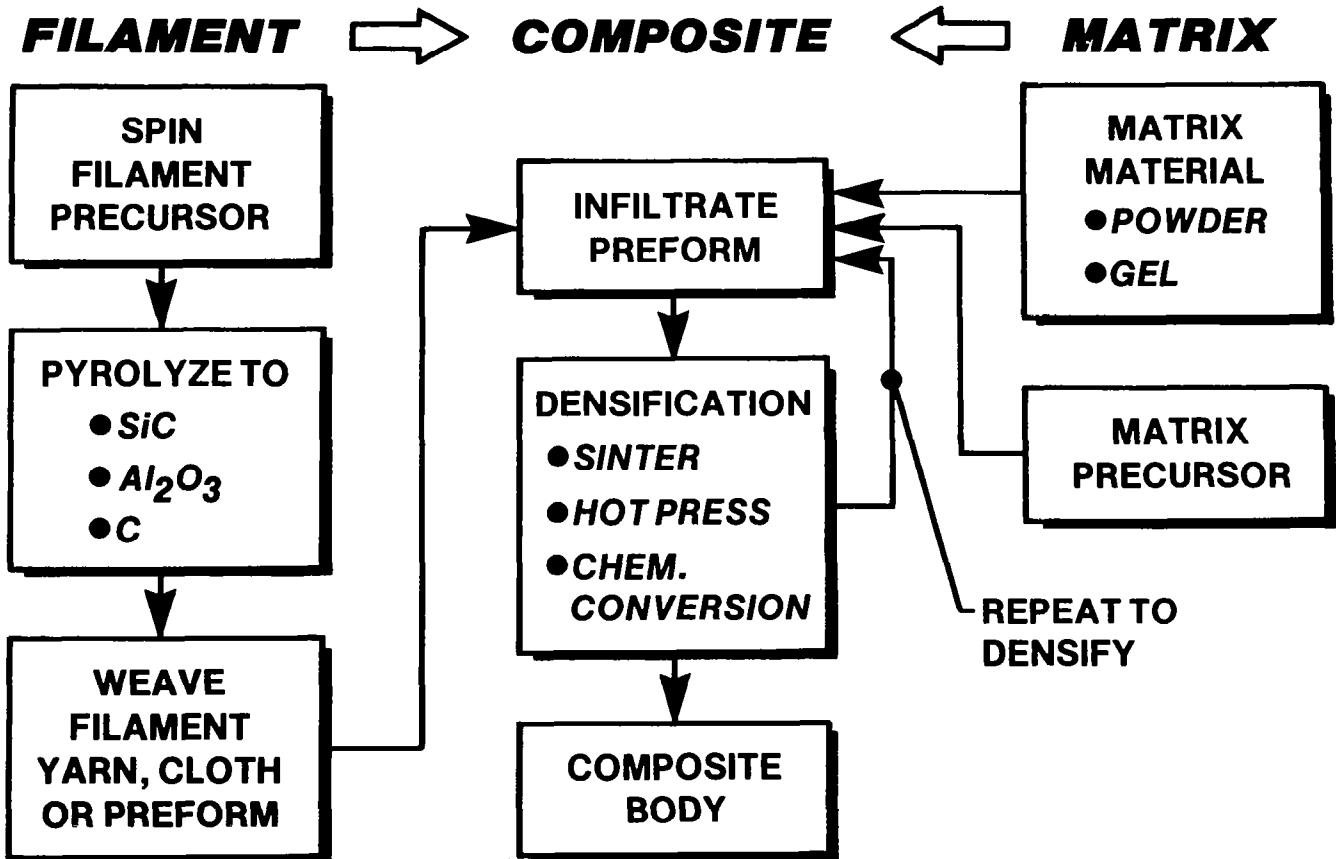 FILAMENT
COMPOSITE
MATRIX
SPIN
FILAMENT
PRECURSOR
PYROLYZE TO
● SiC
● Al₂O₃
● C
WEAVE
FILAMENT
YARN, CLOTH
OR PREFORM
INFILTRATE
PREFORM
DENSIFICATION
● SINTER
● HOT PRESS
● CHEM.
CONVERSION
COMPOSITE
BODY
MATRIX
MATERIAL
● POWDER
● GEL
MATRIX
PRECURSOR
REPEAT TO
DENSIFY